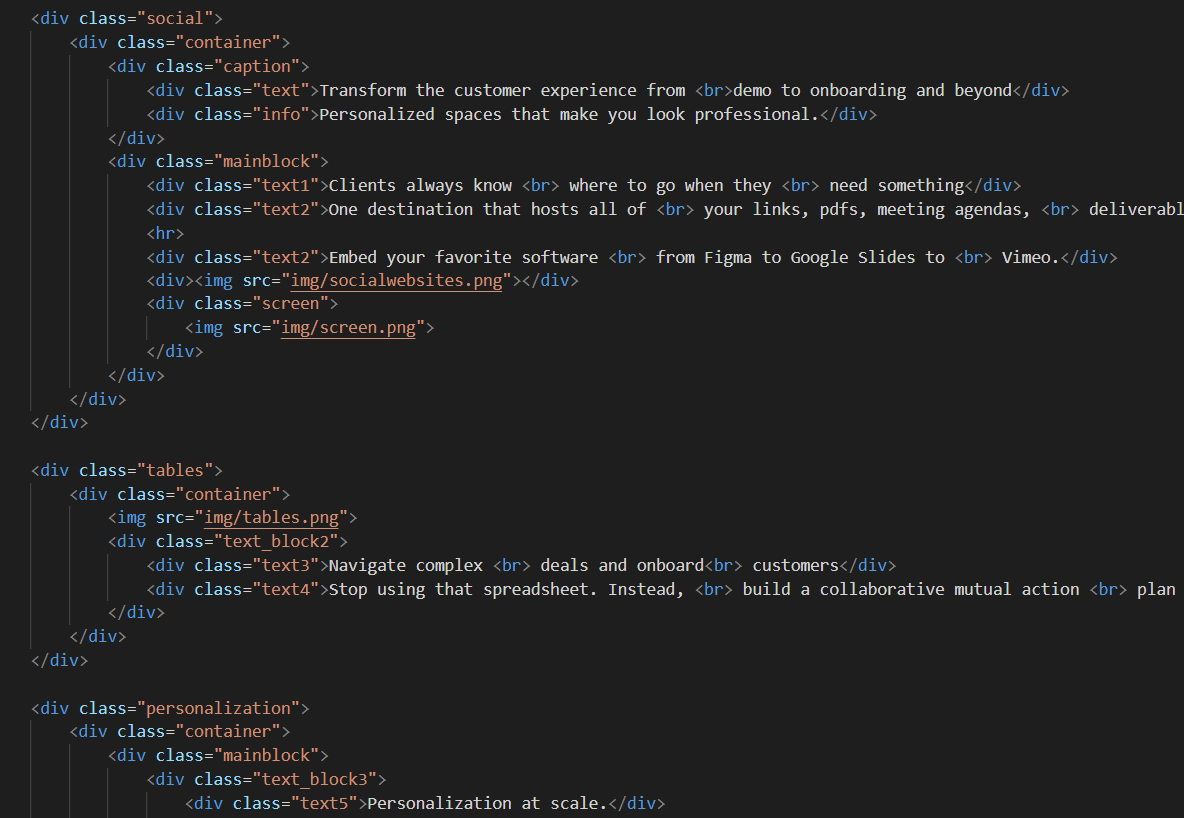 <div class="social">
<div class="container">
<div class="caption">
<div class="text">Transform the customer experience from <br>demo to onboarding and beyond</div>
<div class="info">Personalized spaces that make you look professional.</div>
</div>
<div class="mainblock">
<div class="text1">Clients always know <br> where to go when they <br> need something</div>
<div class="text2">One destination that hosts all of <br> your links, pdfs, meeting agendas, <br> deliverabl
<hr>
<div class="text2">Embed your favorite software <br> from Figma to Google Slides to <br> Vimeo.</div>
<div><img src="img/socialwebsites.png"></div>
<div class="screen">
<img src="img/screen.png">
</div>
</div>
</div>
</div>
<div class="tables">
<div class="container">
<img src="img/tables.png">
<div class="text_block2">
<div class="text3">Navigate complex <br> deals and onboard<br> customers</div>
<div class="text4">Stop using that spreadsheet. Instead, <br> build a collaborative mutual action <br> plan
</div>
</div>
</div>
<div class="personalization">
<div class="container">
<div class="mainblock">
<div class="text_block3">
<div class="text5">Personalization at scale.</div>